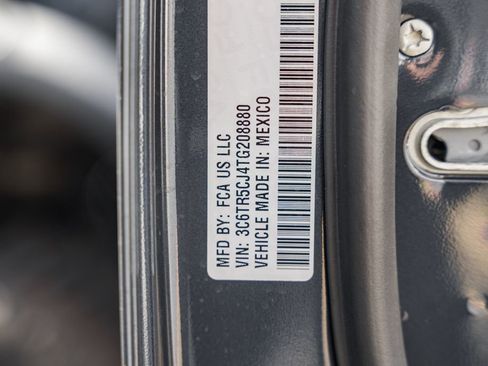 MFD BY: FCA US LLC
VIN: 3C6TR5CJ4TG208880
VEHICLE MADE IN: MEXICO